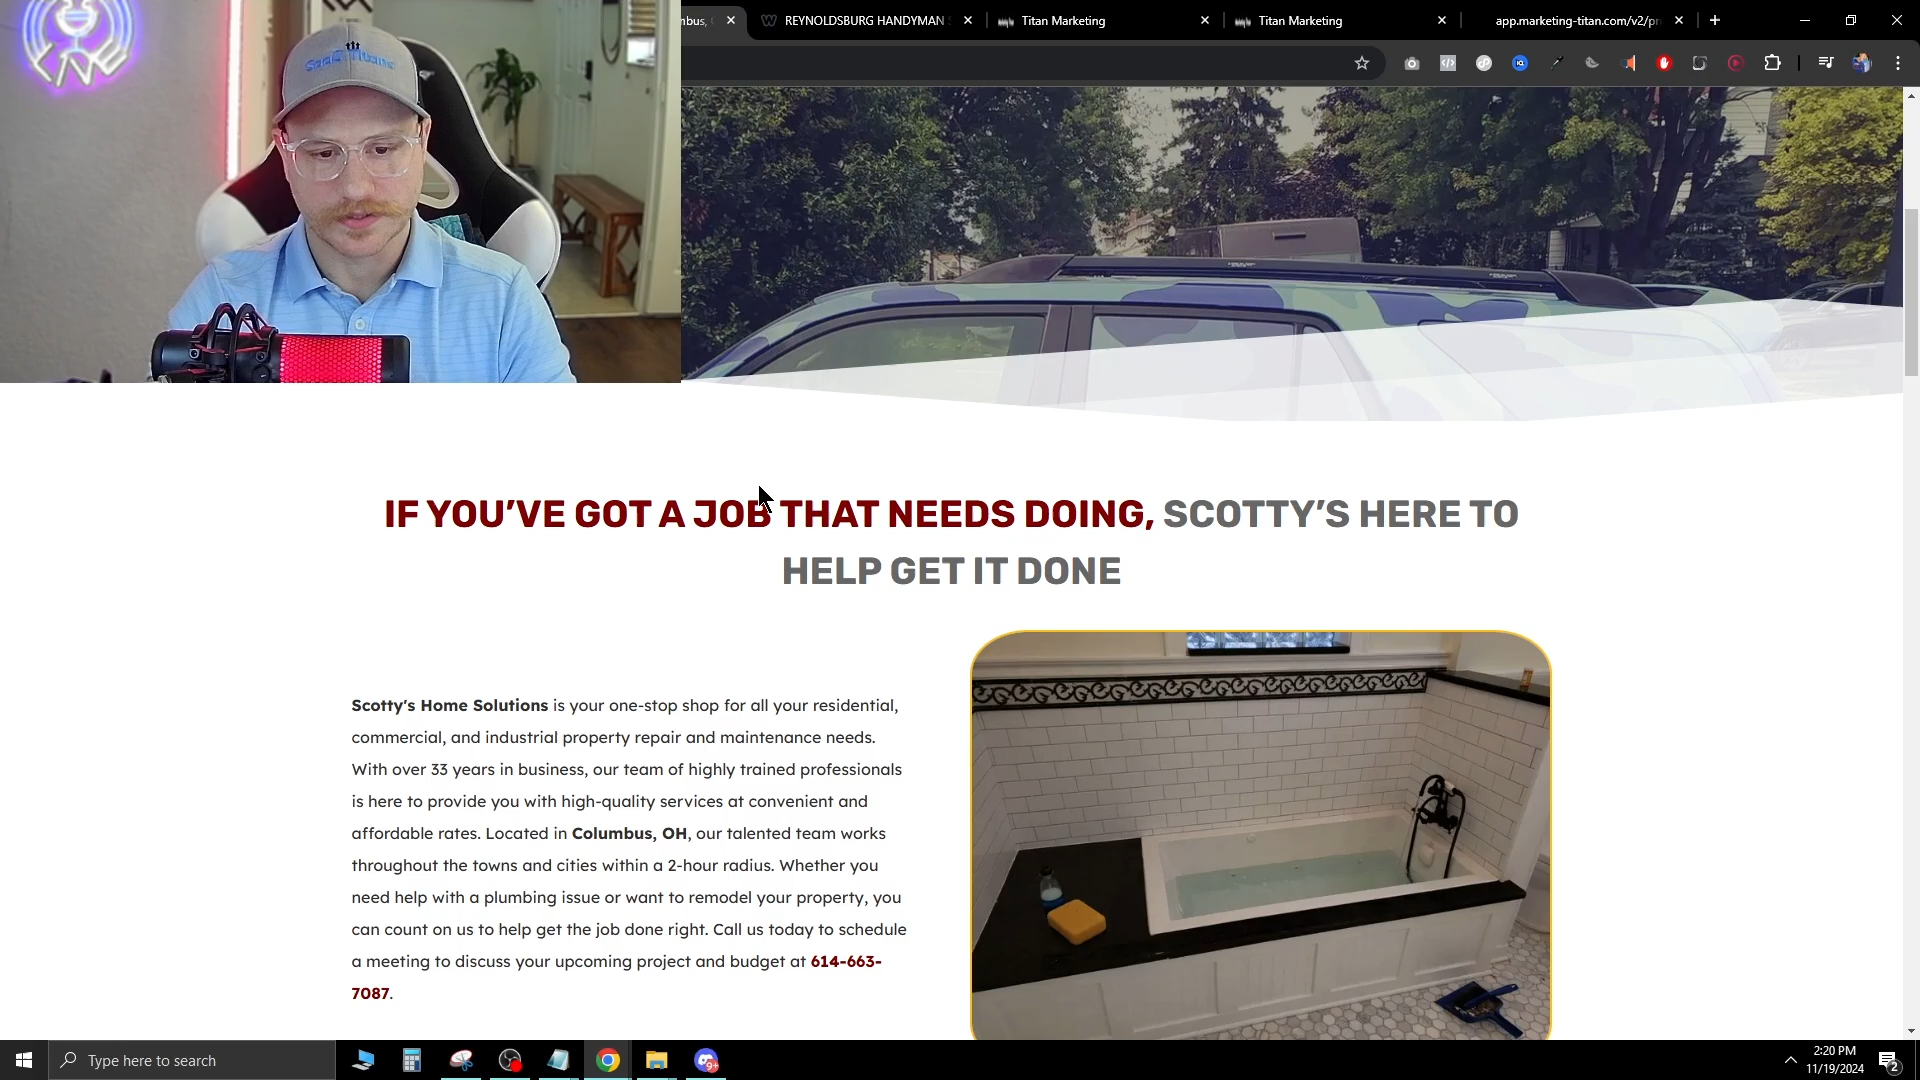 nbus,
REYNOLDSBURG HANDYMAN
Titan Marketing
Titan Marketing
app.marketing-titan.com/v2/pr
IF YOU’VE GOT A JOB THAT NEEDS DOING, SCOTTY’S HERE TO
HELP GET IT DONE
Scotty's Home Solutions is your one-stop shop for all your residential,
commercial, and industrial property repair and maintenance needs.
With over 33 years in business, our team of highly trained professionals
is here to provide you with high-quality services at convenient and
affordable rates. Located in Columbus, OH, our talented team works
throughout the towns and cities within a 2-hour radius. Whether you
need help with a plumbing issue or want to remodel your property, you
can count on us to help get the job done right. Call us today to schedule
a meeting to discuss your upcoming project and budget at 614-663-
7087.
Type here to search
9+
2:20 PM
11/19/2024
2